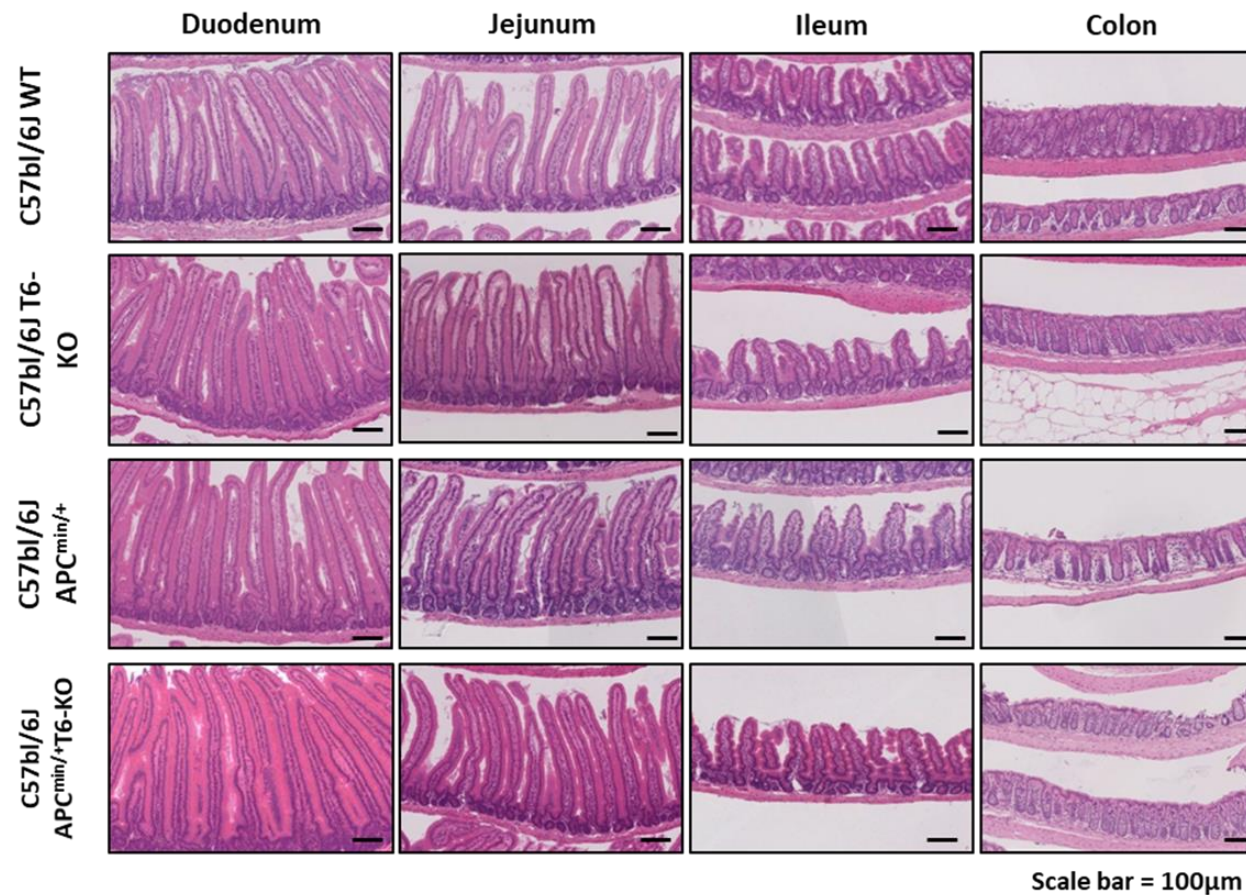 Duodenum Jejunum Ileum Colon
C57bl/6J WT
C57bl/6J T6-
KO
C57bl/6J
APCmin/+
C57bl/6J
APCmin/+T6-KO
Scale bar = 100µm